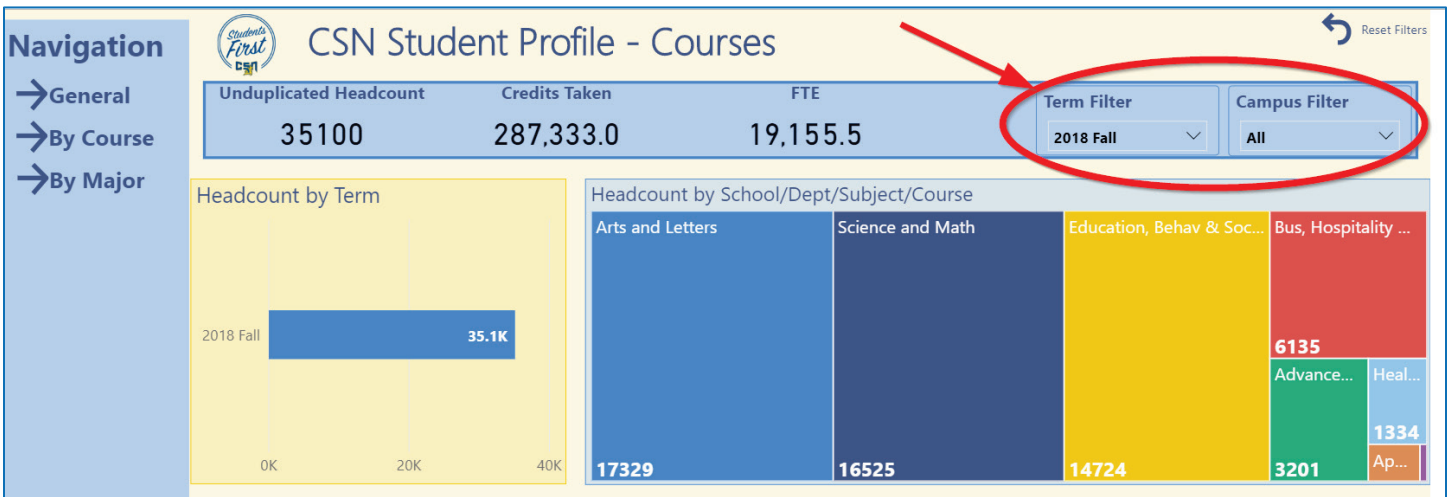 Navigation
General
By Course
By Major
Students
First
CSN
CSN Student Profile - Courses
Reset Filters
Unduplicated Headcount
35100
Credits Taken
287,333.0
FTE
19,155.5
Term Filter
2018 Fall
Campus Filter
All
Headcount by Term
2018 Fall
35.1K
0K 20K 40K
Headcount by School/Dept/Subject/Course
Arts and Letters
17329
Science and Math
16525
Education, Behav & Soc...
14724
Bus, Hospitality ...
6135
Advance...
3201
Heal...
1334
Ap...